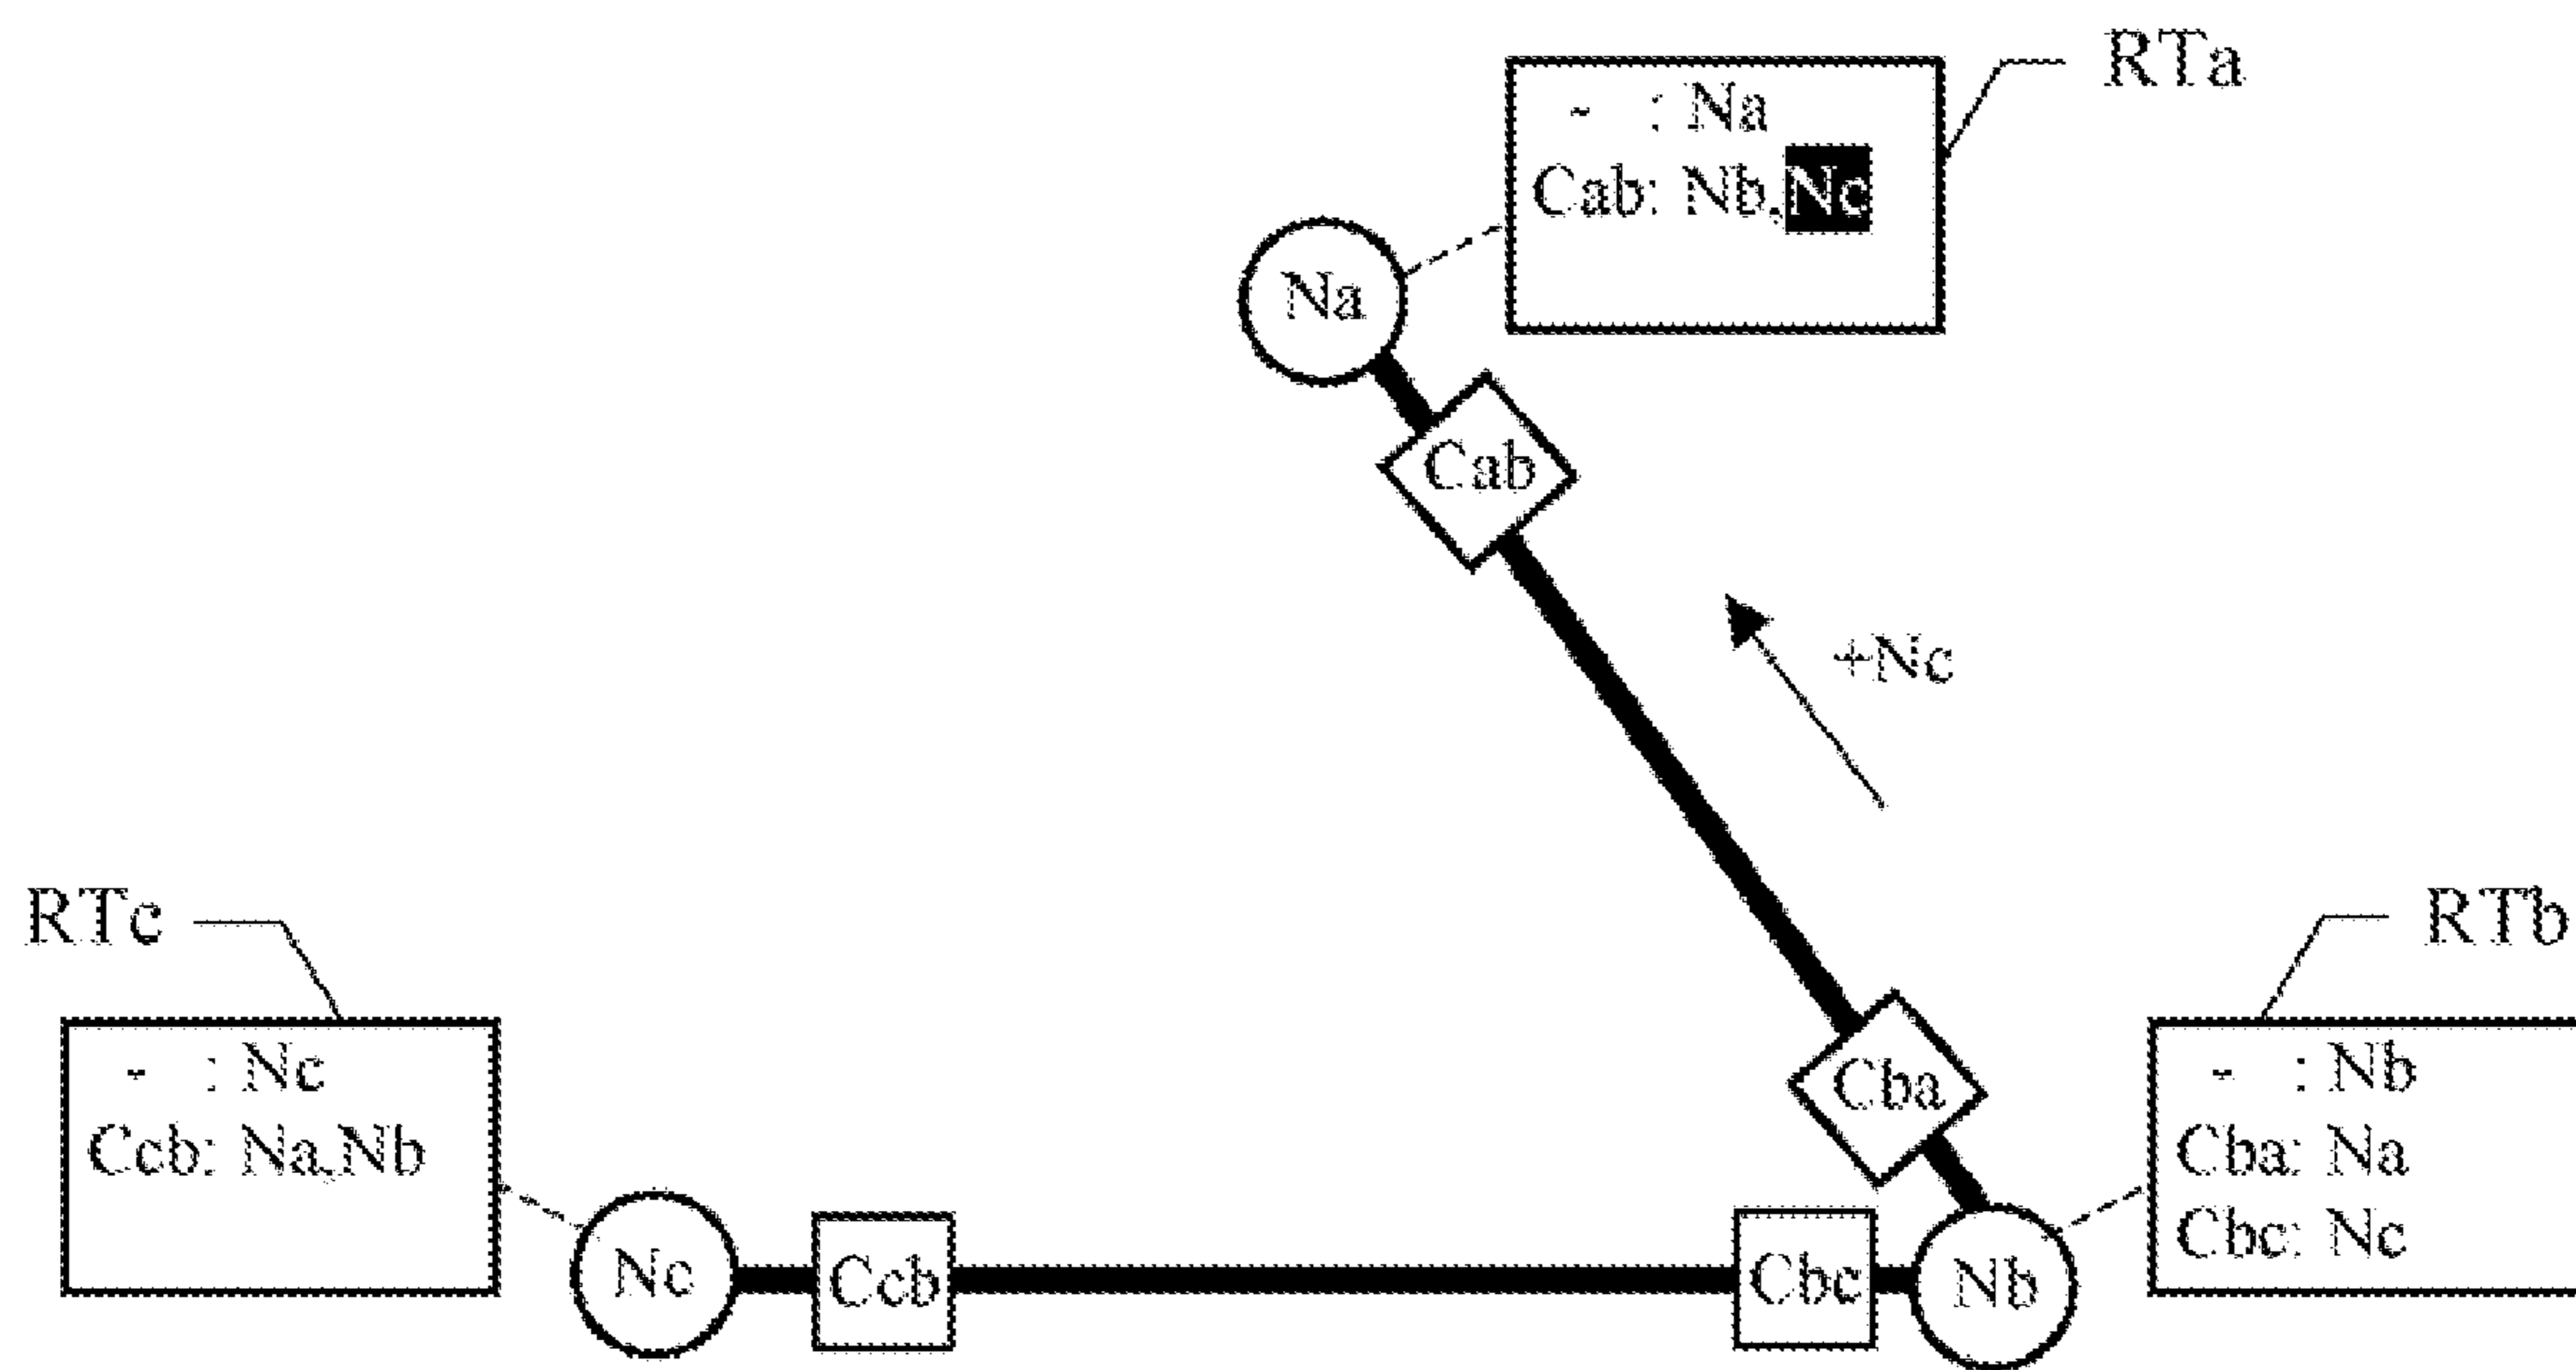 RTa
- : Na
Cab: Nb,Nc
Na
Cab
+Nc
RTc
RTb
- : Nc
Ccb: Na,Nb
Cba
- : Nb
Cba: Na
Cbc: Nc
Nc
Ccb
Cbc
Nb